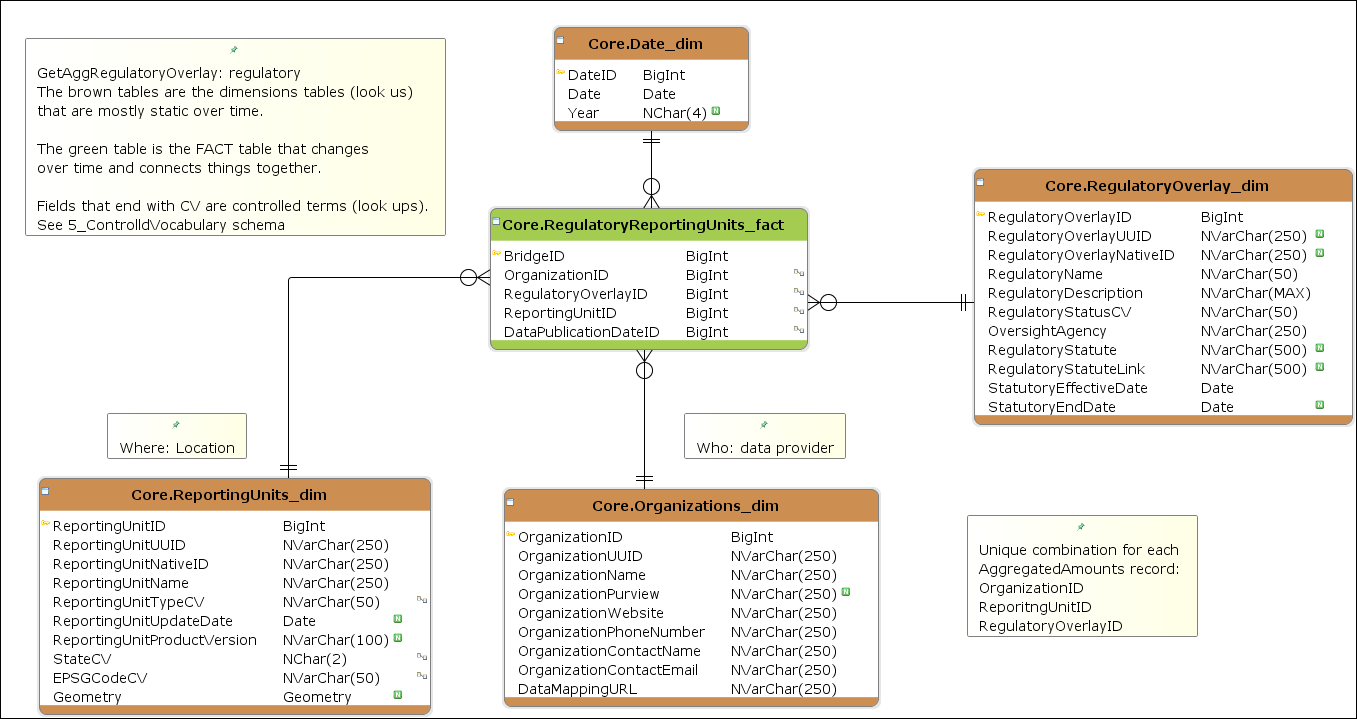 GetAggRegulatoryOverlay: regulatory
The brown tables are the dimensions tables (look us)
that are mostly static over time.
The green table is the FACT table that changes
over time and connects things together.
Fields that end with CV are controlled terms (look ups).
See 5_ControlldVocabulary schema
Core.Date_dim
DateID BigInt
Date Date
Year NChar(4) N
Core.RegulatoryReportingUnits_fact
BridgeID BigInt
OrganizationID BigInt
RegulatoryOverlayID BigInt
ReportingUnitID BigInt
DataPublicationDateID BigInt
Core.RegulatoryOverlay_dim
RegulatoryOverlayID BigInt
RegulatoryOverlayUUID NVarChar(250) N
RegulatoryOverlayNativeID NVarChar(250) N
RegulatoryName NVarChar(50)
RegulatoryDescription NVarChar(MAX)
RegulatoryStatusCV NVarChar(50)
OversightAgency NVarChar(250)
RegulatoryStatute NVarChar(500) N
RegulatoryStatuteLink NVarChar(500) N
StatutoryEffectiveDate Date
StatutoryEndDate Date N
Where: Location
Who: data provider
Core.ReportingUnits_dim
ReportingUnitID BigInt
ReportingUnitUUID NVarChar(250)
ReportingUnitNativeID NVarChar(250)
ReportingUnitName NVarChar(250)
ReportingUnitTypeCV NVarChar(50)
ReportingUnitUpdateDate Date N
ReportingUnitProductVersion NVarChar(100) N
StateCV NChar(2)
EPSGCodeCV NVarChar(50)
Geometry Geometry N
Core.Organizations_dim
OrganizationID BigInt
OrganizationUUID NVarChar(250)
OrganizationName NVarChar(250)
OrganizationPurview NVarChar(250) N
OrganizationWebsite NVarChar(250)
OrganizationPhoneNumber NVarChar(250)
OrganizationContactName NVarChar(250)
OrganizationContactEmail NVarChar(250)
DataMappingURL NVarChar(250)
Unique combination for each
AggregatedAmounts record:
OrganizationID
ReporitngUnitID
RegulatoryOverlayID